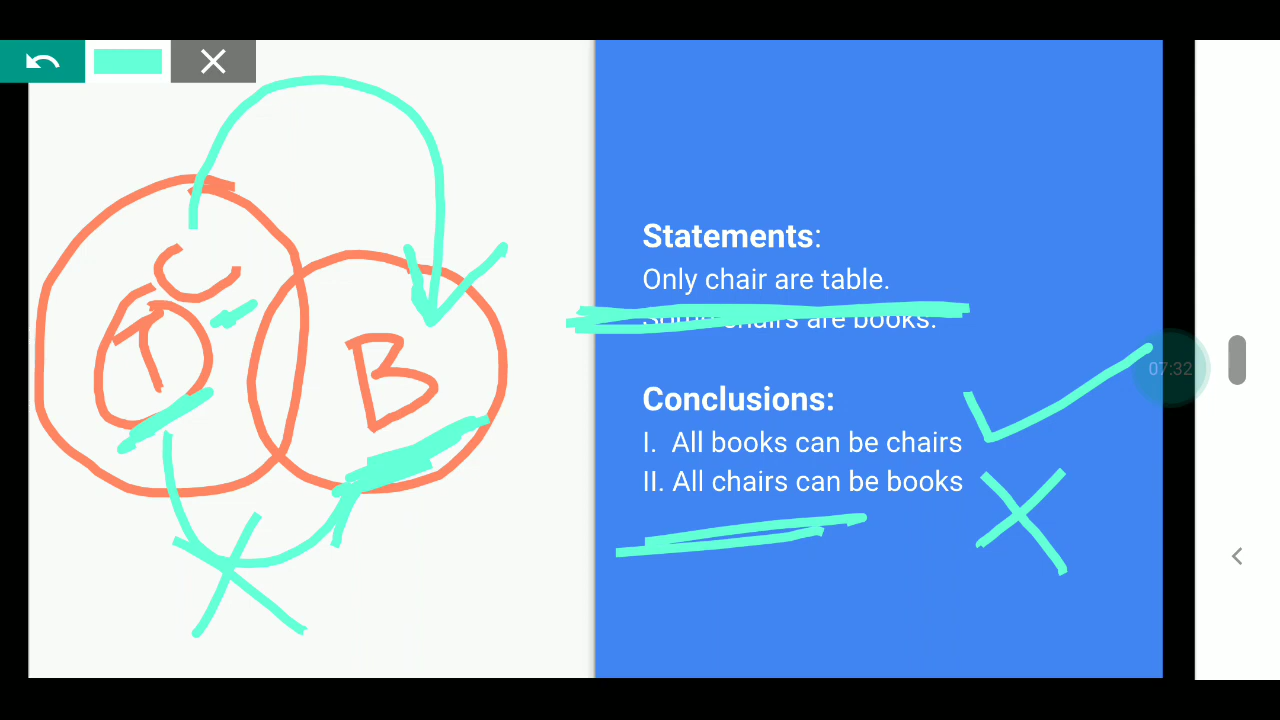 C
T
B
Statements:
Only chair are table.
Some chairs are books.
Conclusions:
I. All books can be chairs
II. All chairs can be books
07:32